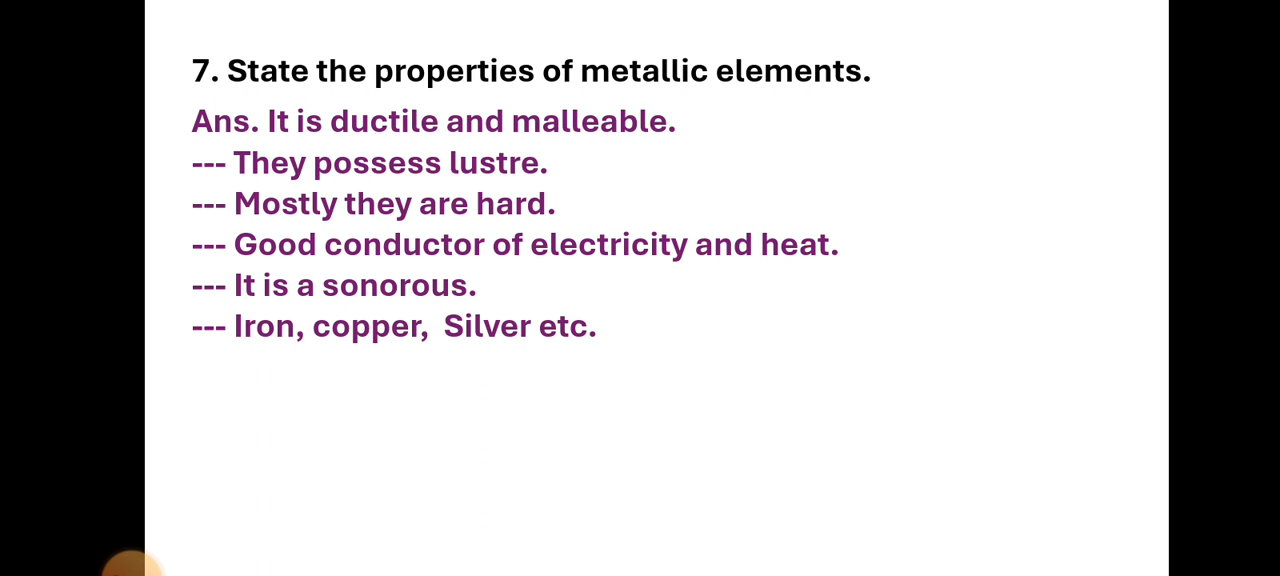 7. State the properties of metallic elements.
Ans. It is ductile and malleable.
--- They possess lustre.
--- Mostly they are hard.
--- Good conductor of electricity and heat.
--- It is a sonorous.
--- Iron, copper,  Silver etc.